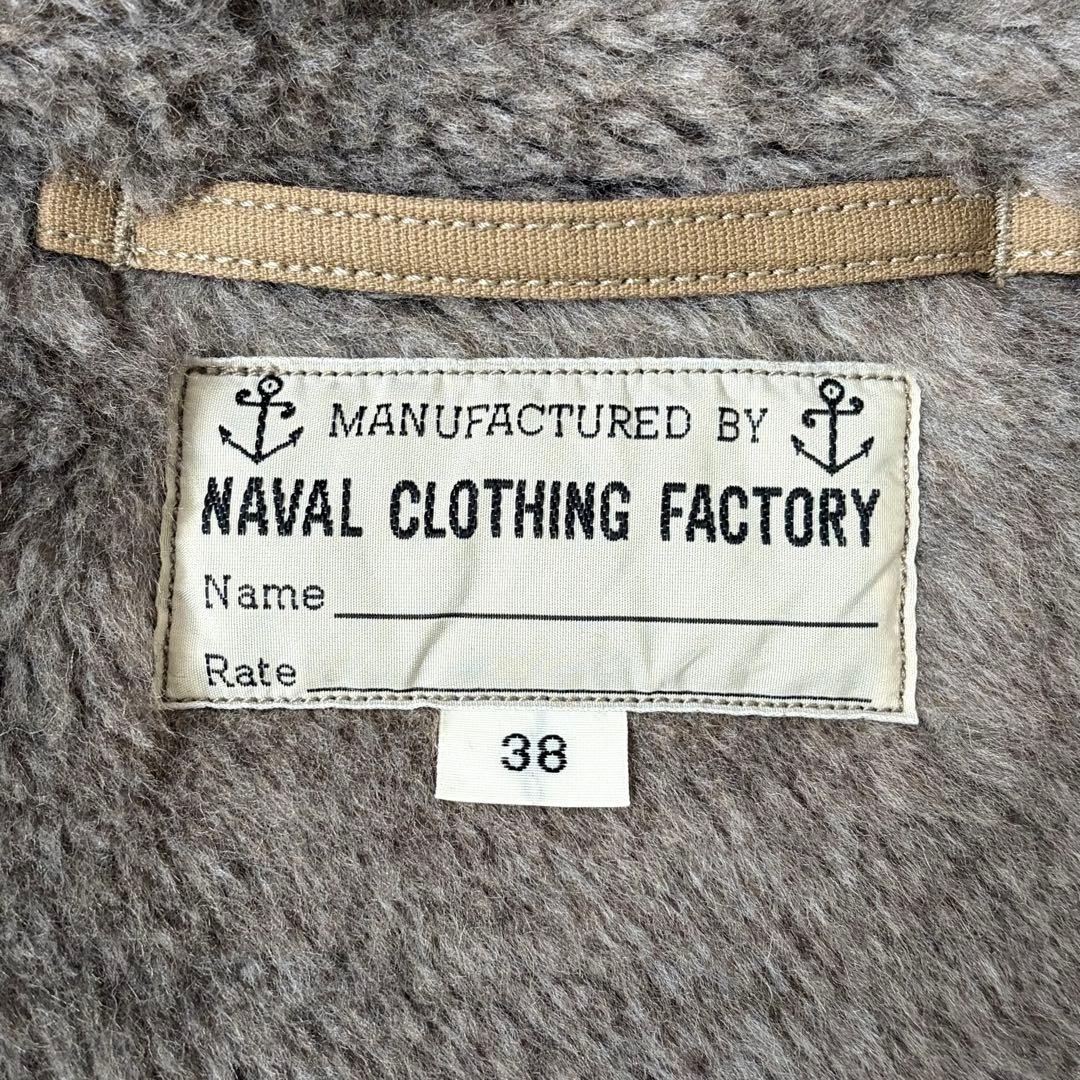 MANUFACTURED BY
NAVAL CLOTHING FACTORY
Name
Rate
38